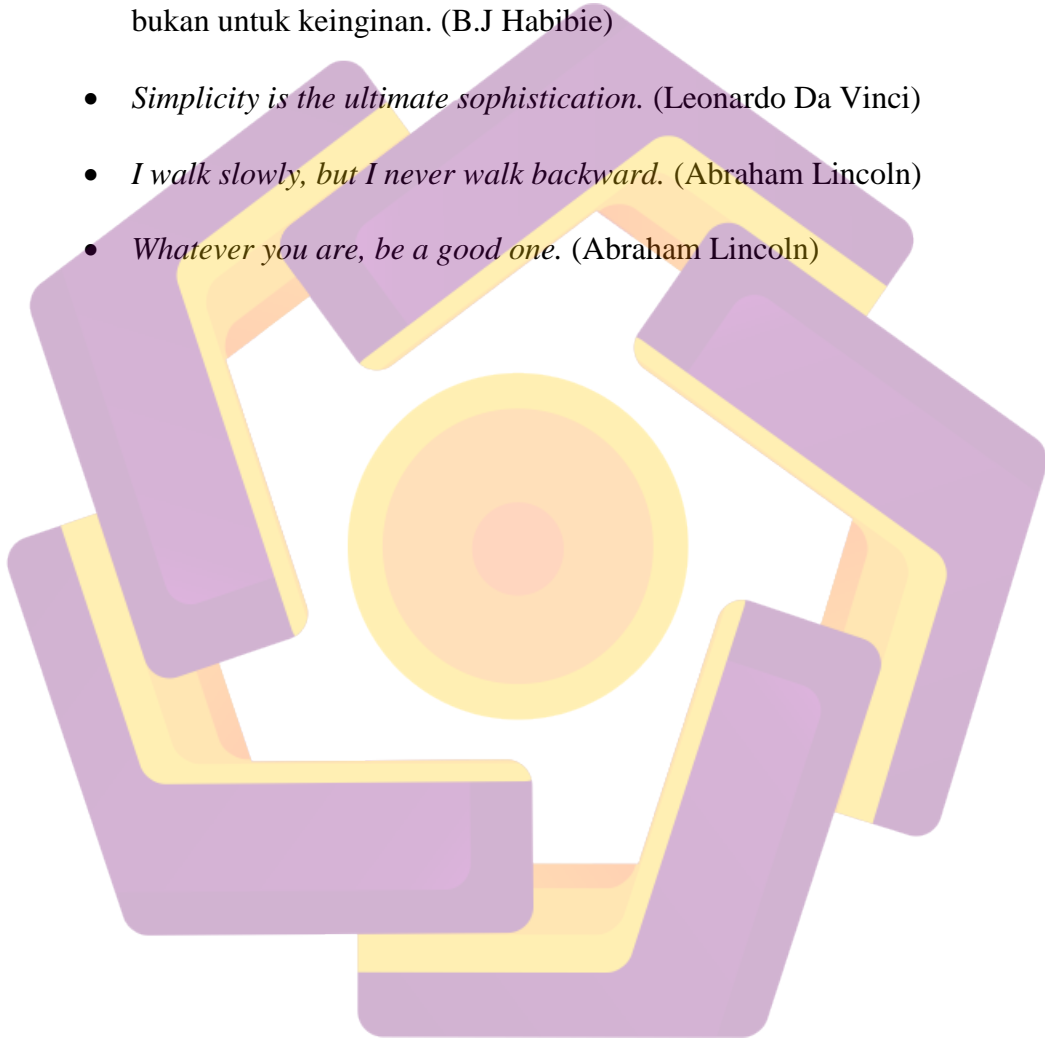 bukan untuk keinginan. (B.J Habibie)
• Simplicity is the ultimate sophistication. (Leonardo Da Vinci)
• I walk slowly, but I never walk backward. (Abraham Lincoln)
• Whatever you are, be a good one. (Abraham Lincoln)